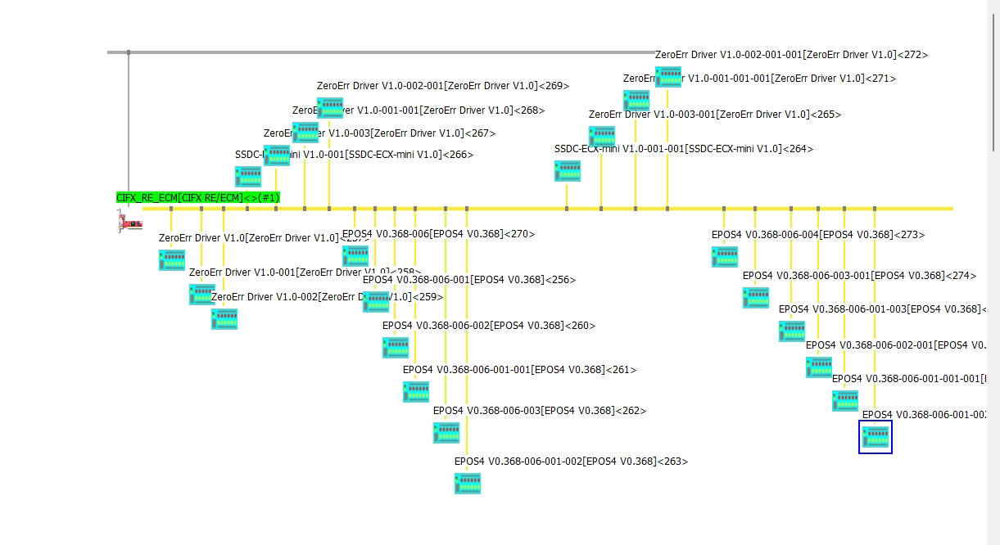 ZeroErr Driver V1.0-002-001-001[ZeroErr Driver V1.0]<272>
ZeroErr V1.0-001-001-001[ZeroErr Driver V1.0]<271>
ZeroErr Driver V1.0-002-001[ZeroErr Driver V1.0]<269>
V1.0-001-001[ZeroErr Driver V1.0]<268>
ZeroErr Driver V1.0-003-001[ZeroErr Driver V1.0]<265>
V1.0-003[ZeroErr Driver V1.0]<267>
SSDC-ECX-mini V1.0-001-001[SSDC-ECX-mini V1.0]<264>
V1.0-001[SSDC-ECX-mini V1.0]<266>
CIFX_RE_ECM[CIFX RE/ECM]<>(#1)
ZeroErr Driver V1.0[ZeroErr Driver V1.0]
EPOS4 V0.368-006[EPOS4 V0.368]<270>
EPOS4 V0.368-006-004[EPOS4 V0.368]<273>
ZeroErr Driver V1.0-001[ZeroErr Driver V1.0]<258>
EPOS4 V0.368-006-001[EPOS4 V0.368]<256>
EPOS4 V0.368-006-003-001[EPOS4 V0.368]<274>
ZeroErr Driver V1.0-002[ZeroErr V1.0]<259>
EPOS4 V0.368-006-001-003[EPOS4 V0.368]<
EPOS4 V0.368-006-002[EPOS4 V0.368]<260>
EPOS4 V0.368-006-002-001[EPOS4 V0.
EPOS4 V0.368-006-001-001[EPOS4 V0.368]<261>
EPOS4 V0.368-006-001-001-001[
EPOS4 V0.368-006-003[EPOS4 V0.368]<262>
EPOS4 V0.368-006-001-002
EPOS4 V0.368-006-001-002[EPOS4 V0.368]<263>